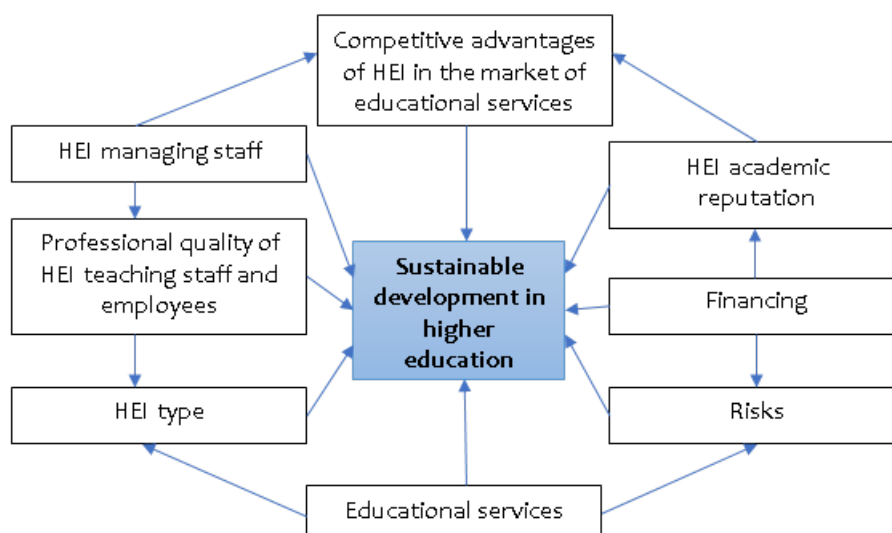 Competitive advantages
of HEI in the market of
educational services
HEI managing staff
HEI academic
reputation
Professional quality of
HEI teaching staff and
employees
Sustainable
development in
higher
education
Financing
HEI type
Risks
Educational services